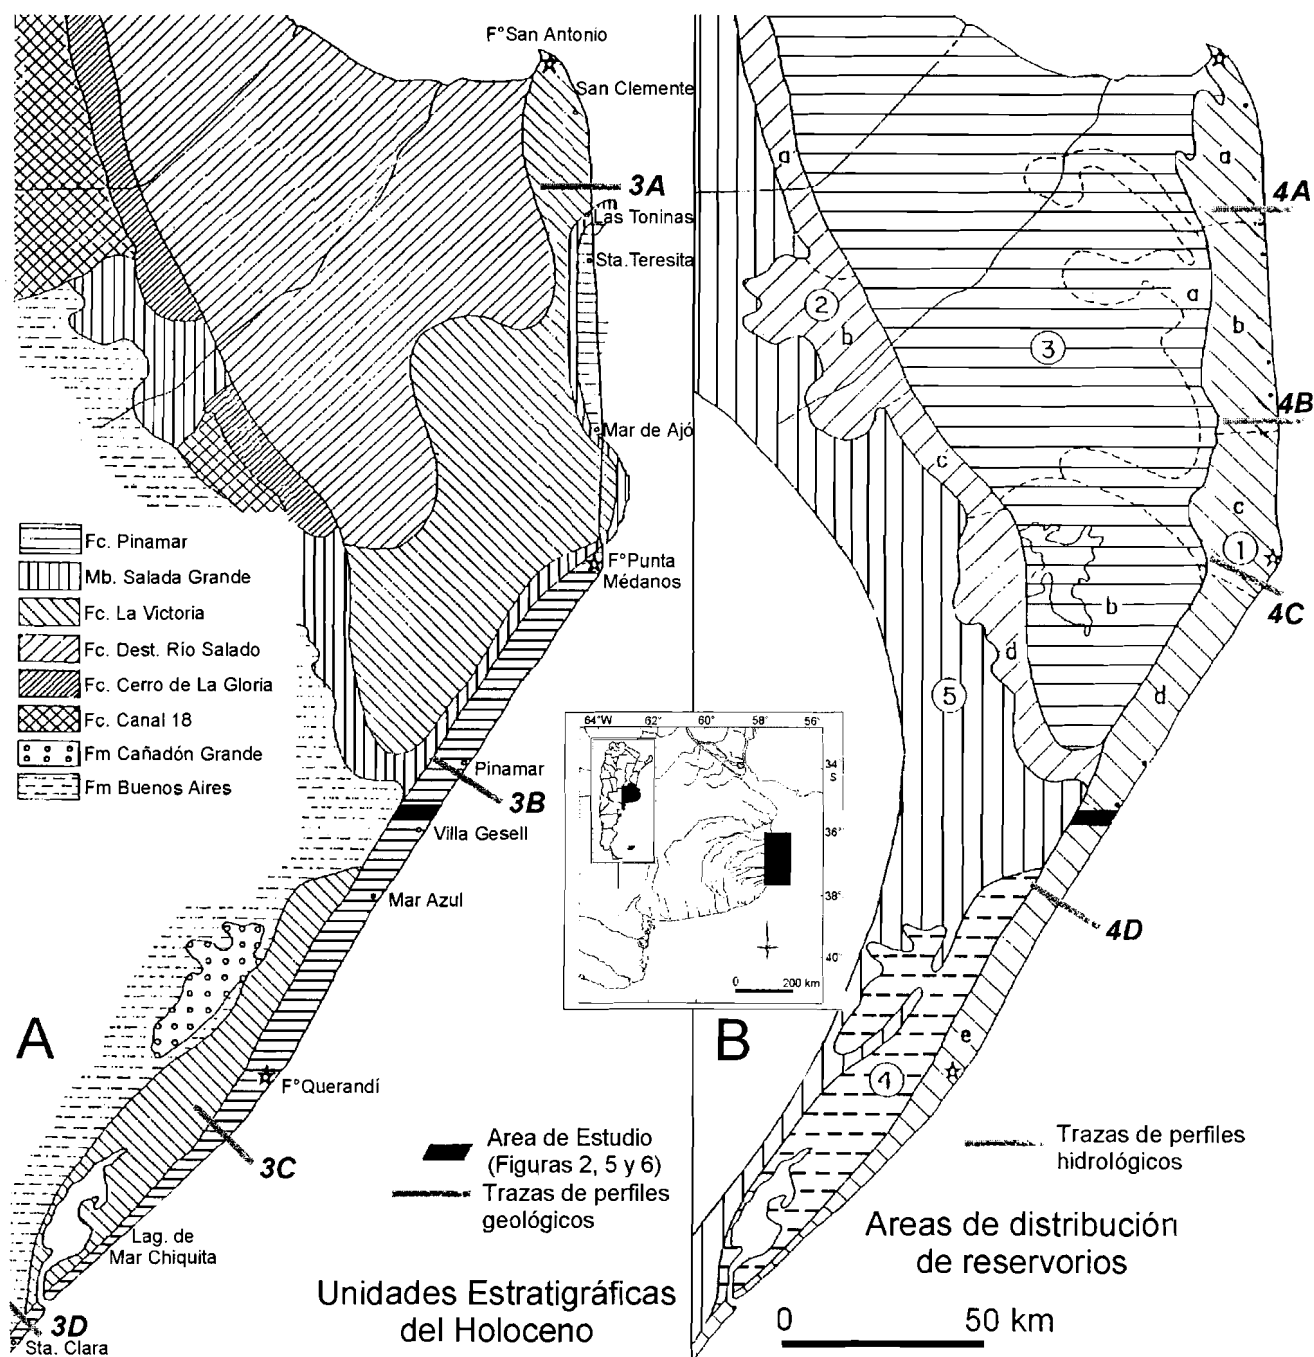 F° San Antonio
San Clemente
3A
Las Toninas
Sta. Teresita
Mar de Ajó
F° Punta
Médanos
Fc. Pinamar
Mb. Salada Grande
Fc. La Victoria
Fc. Dest. Río Salado
Fc. Cerro de La Gloria
Fc. Canal 18
Fm Cañadón Grande
Fm Buenos Aires
Pinamar
3B
Villa Gesell
Mar Azul
A
F° Querandí
3C
Lag. de
Mar Chiquita
3D
Sta. Clara
Area de Estudio
(Figuras 2, 5 y 6)
Trazas de perfiles
geológicos
Unidades Estratigráficas
del Holoceno
64°W 62° 60° 58° 56°
34
S
36°
38°
40°
0 200 km
a
a
4A
2
b
a
b
3
4B
c
c
1
4C
b
d
d
5
4D
B
e
4
Trazas de perfiles
hidrológicos
Areas de distribución
de reservorios
0 50 km